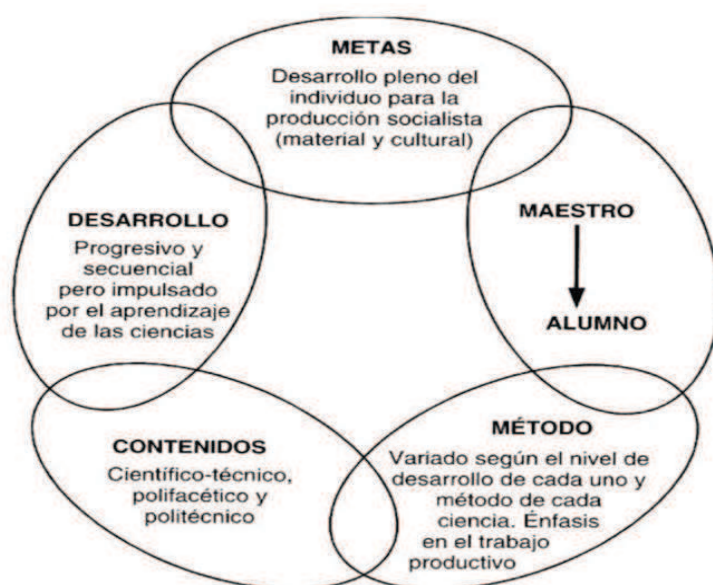 METAS
Desarrollo pleno del
individuo para la
producción socialista
(material y cultural)
DESARROLLO
Progresivo y
secuencial
pero impulsado
por el aprendizaje
de las ciencias
MAESTRO
ALUMNO
CONTENIDOS
Científico-técnico,
polifacético y
politécnico
MÉTODO
Variado según el nivel de
desarrollo de cada uno y
método de cada
ciencia. Énfasis
en el trabajo
productivo